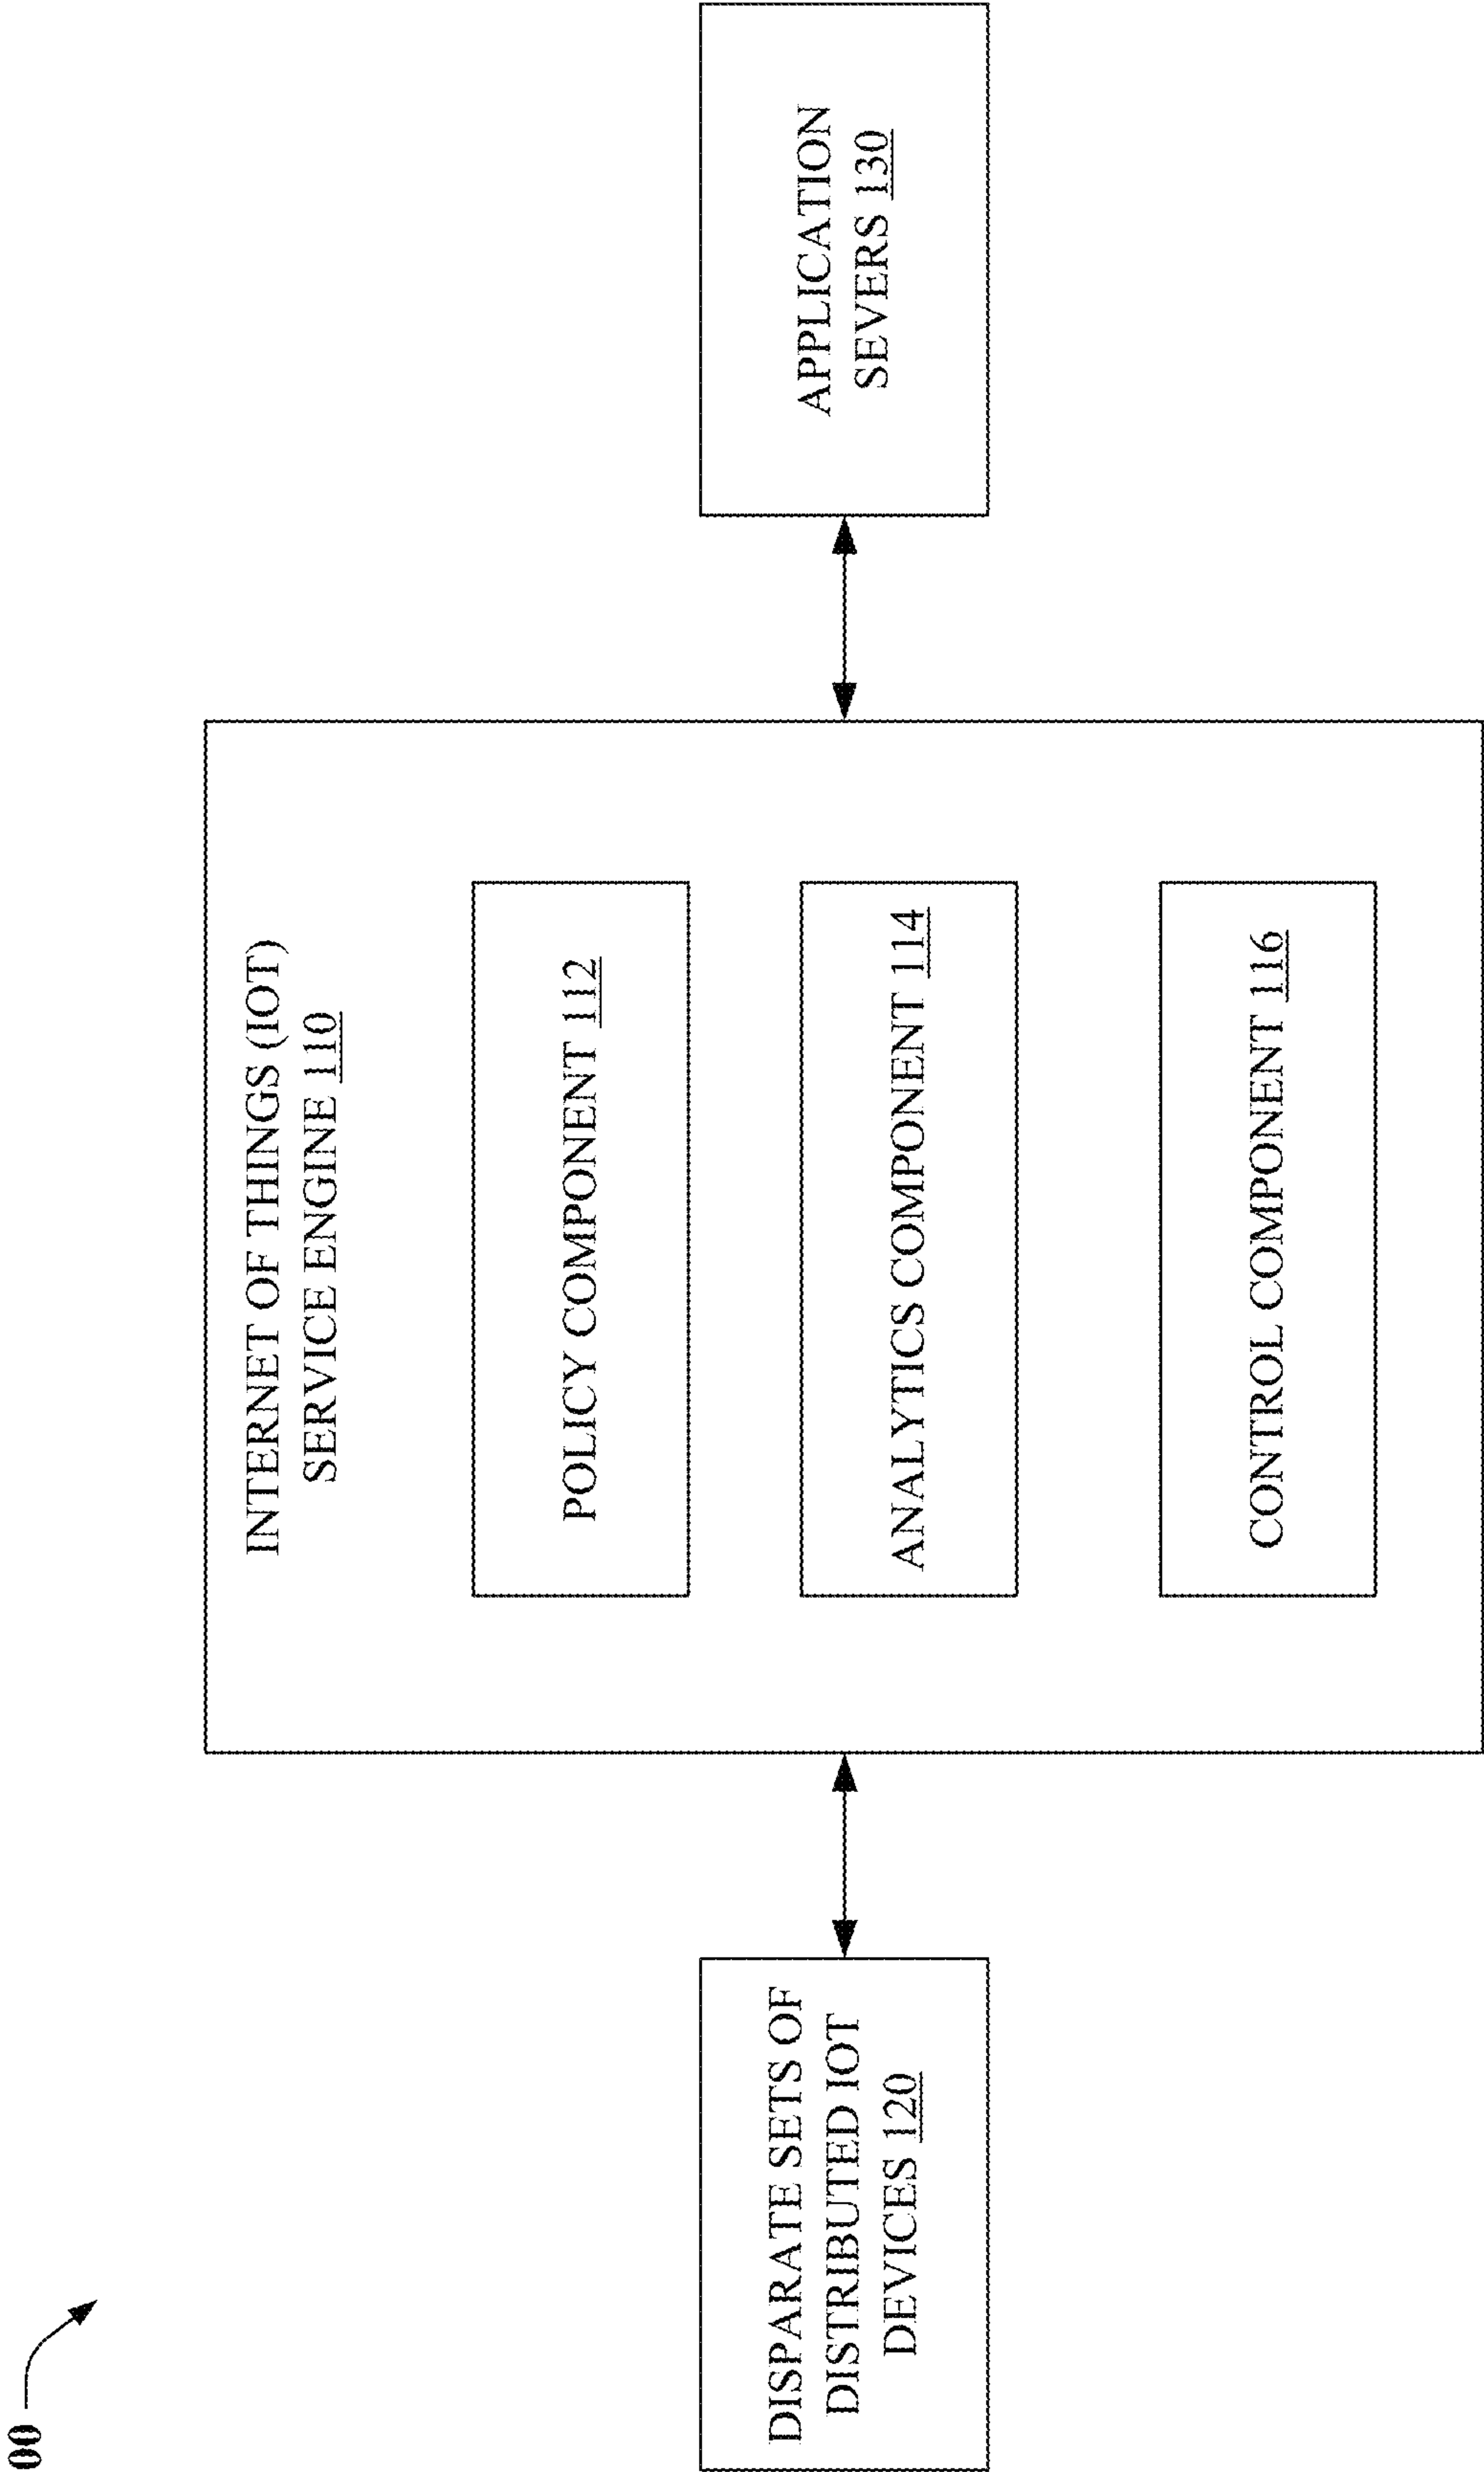 00
INTERNET OF THINGS (IOT)
SERVICE ENGINE 110
POLICY COMPONENT 112
ANALYTICS COMPONENT 114
CONTROL COMPONENT 116
DISPARATE SETS OF
DISTRIBUTED IOT
DEVICES 120
APPLICATION
SEVERS 130